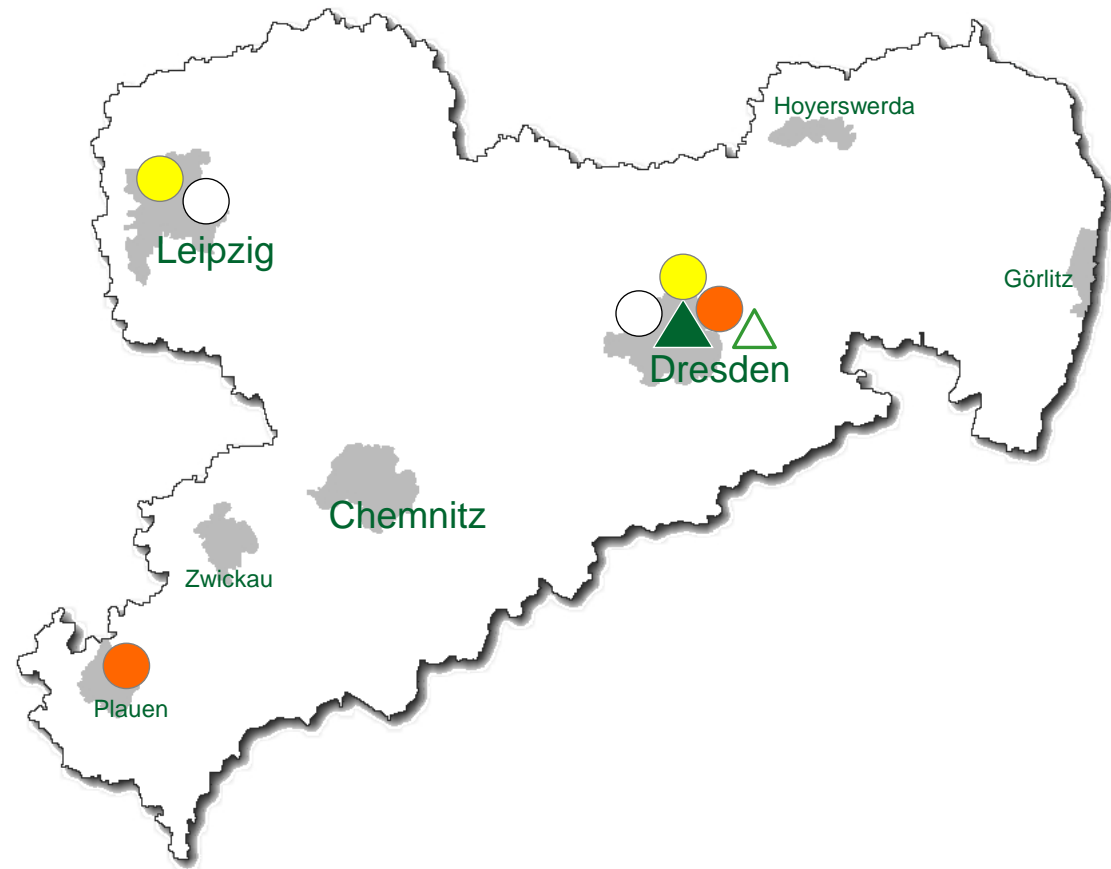 Hoyerswerda
Leipzig
Görlitz
Dresden
Chemnitz
Zwickau
Plauen